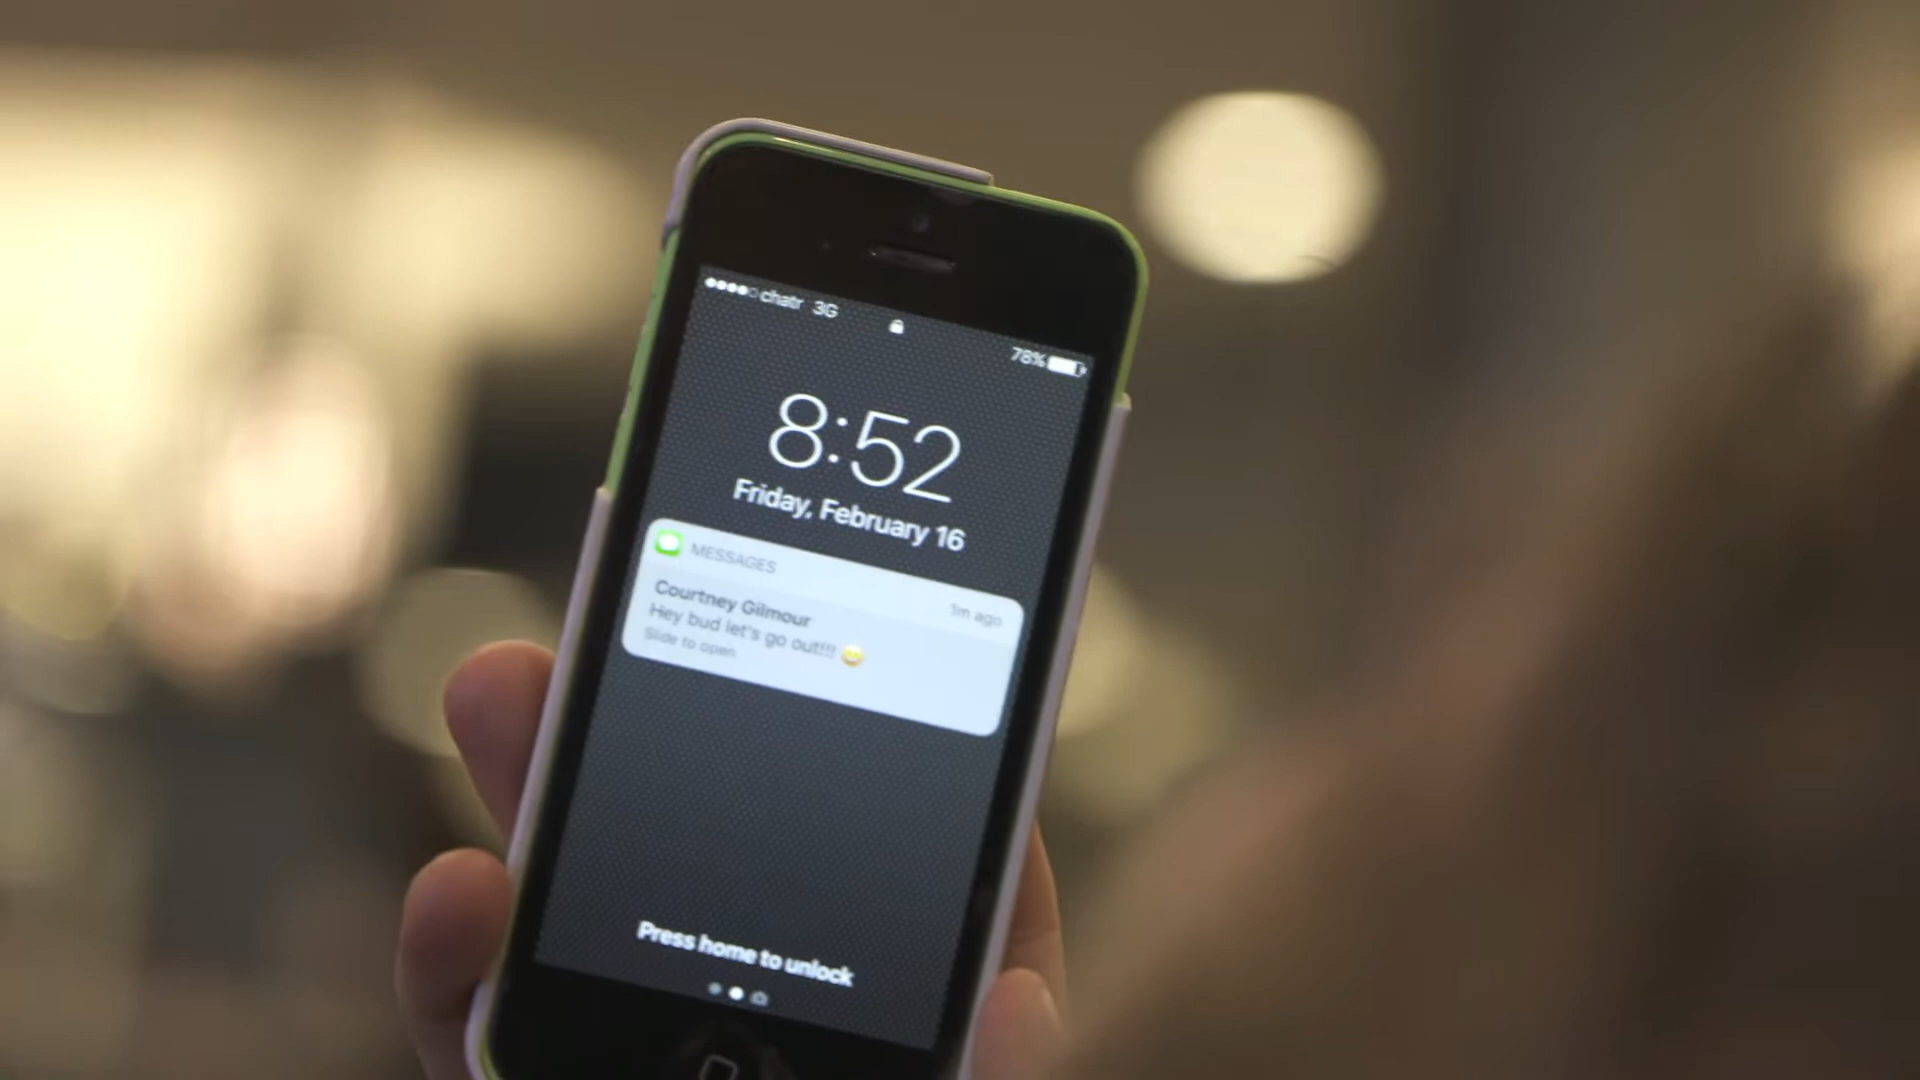 chatr 3G
78%
8:52
Friday, February 16
MESSAGES
1m ago
Courtney Gilmour
Hey bud let's go out!!! 😀
Slide to open
Press home to unlock